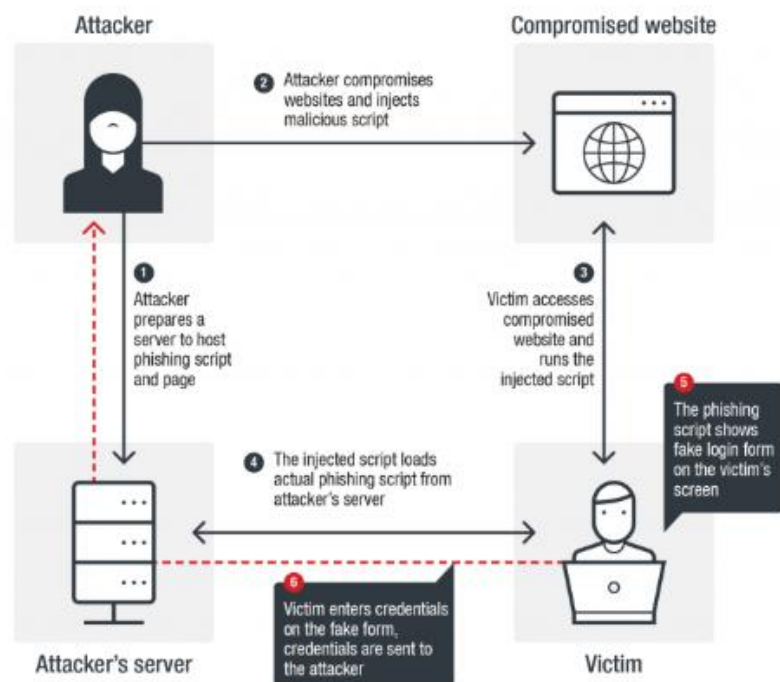 Attacker
Compromised website
2
Attacker compromises
websites and injects
malicious script
1
Attacker
prepares a
server to host
phishing script
and page
3
Victim accesses
compromised
website and
runs the
injected script
5
The phishing
script shows
fake login form
on the victim's
screen
4
The injected script loads
actual phishing script from
attacker's server
6
Victim enters credentials
on the fake form,
credentials are sent to
the attacker
Attacker's server
Victim